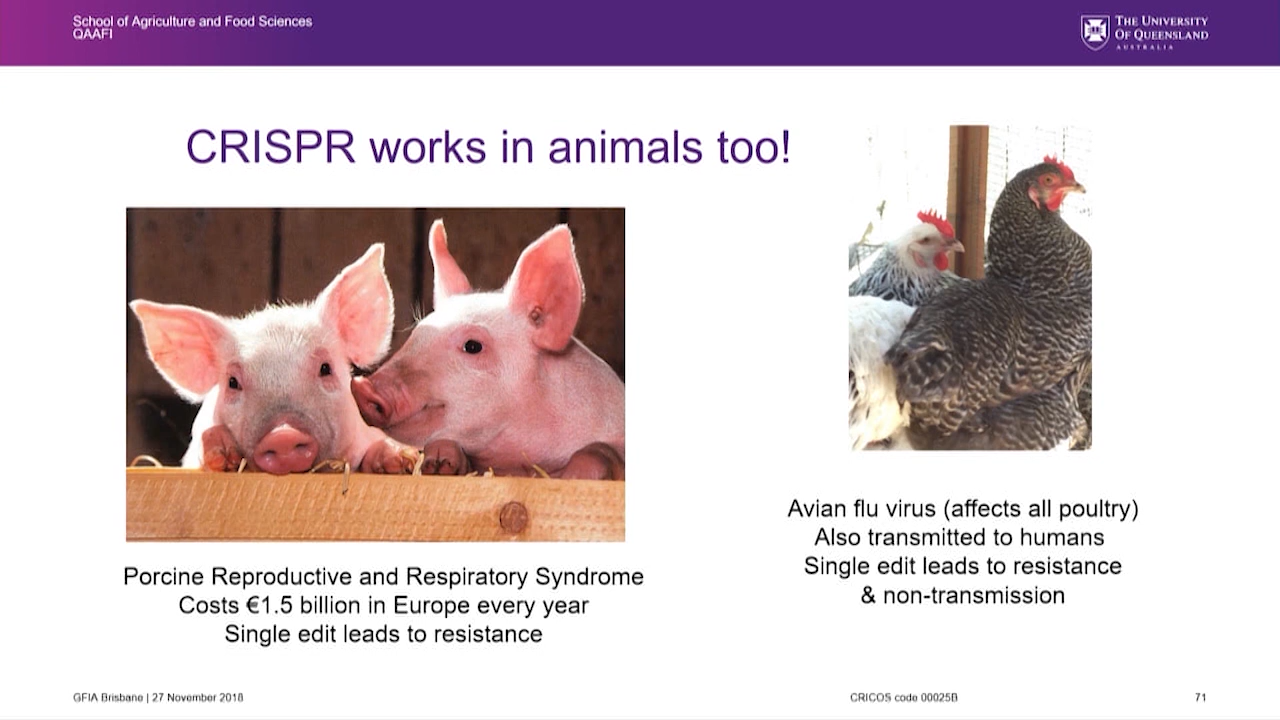 School of Agriculture and Food Sciences
QAAFI
THE UNIVERSITY
OF QUEENSLAND
AUSTRALIA
CRISPR works in animals too!
Porcine Reproductive and Respiratory Syndrome
Costs €1.5 billion in Europe every year
Single edit leads to resistance
Avian flu virus (affects all poultry)
Also transmitted to humans
Single edit leads to resistance
& non-transmission
GFIA Brisbane | 27 November 2018
CRICOS code 00025B
71